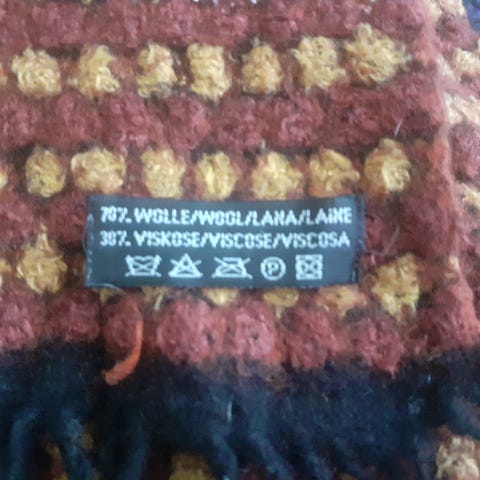 70% WOLLE/WOOL/LANA/LAINE
30% VISKOSE/VISCOSE/VISCOSA
P